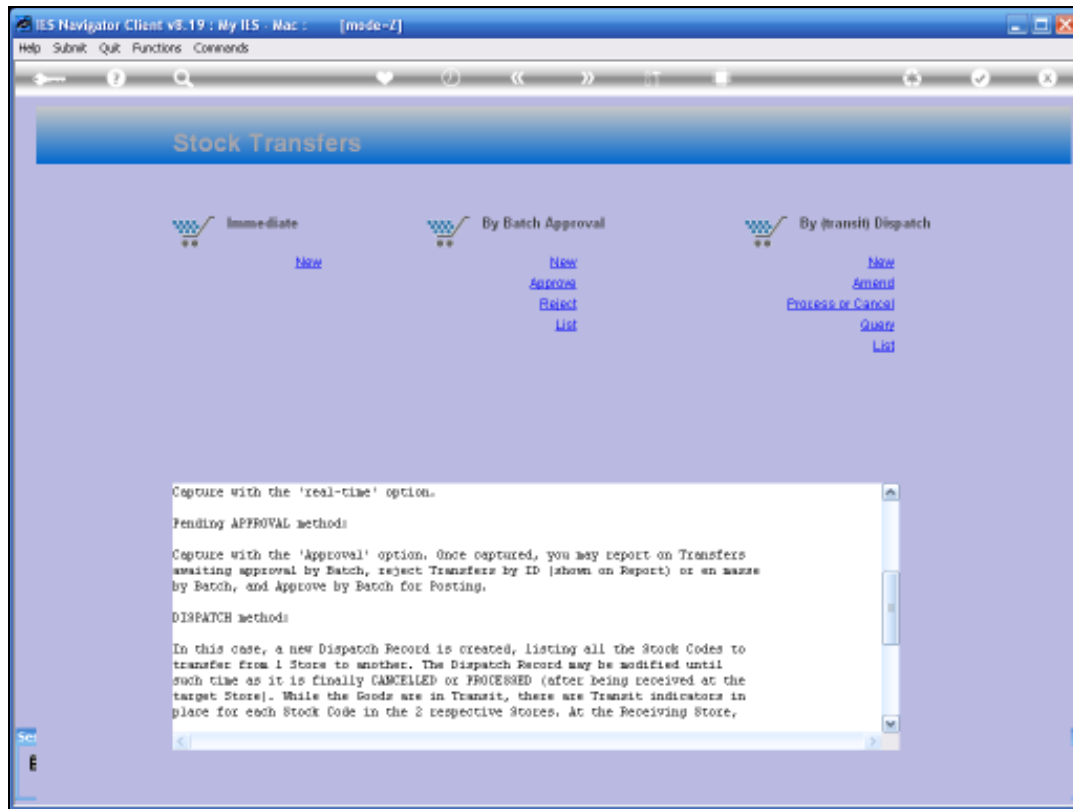 IES Navigator Client v8.19 : My IES - Mac : [mode=Z]
Help Submit Quit Functions Commands
Stock Transfers
Immediate
New
By Batch Approval
New
Approve
Reject
List
By (transit) Dispatch
New
Amend
Process or Cancel
Query
List
Capture with the 'real-time' option.
Pending APPROVAL method:
Capture with the 'Approval' option. Once captured, you may report on Transfers
awaiting approval by Batch, reject Transfers by ID (shown on Report) or en masse
by Batch, and Approve by Batch for Posting.
DISPATCH method:
In this case, a new Dispatch Record is created, listing all the Stock Codes to
transfer from 1 Store to another. The Dispatch Record may be modified until
such time as it is finally CANCELLED or PROCESSED (after being received at the
target Store). While the Goods are in Transit, there are Transit indicators in
place for each Stock Code in the 2 respective Stores. At the Receiving Store,
Ses